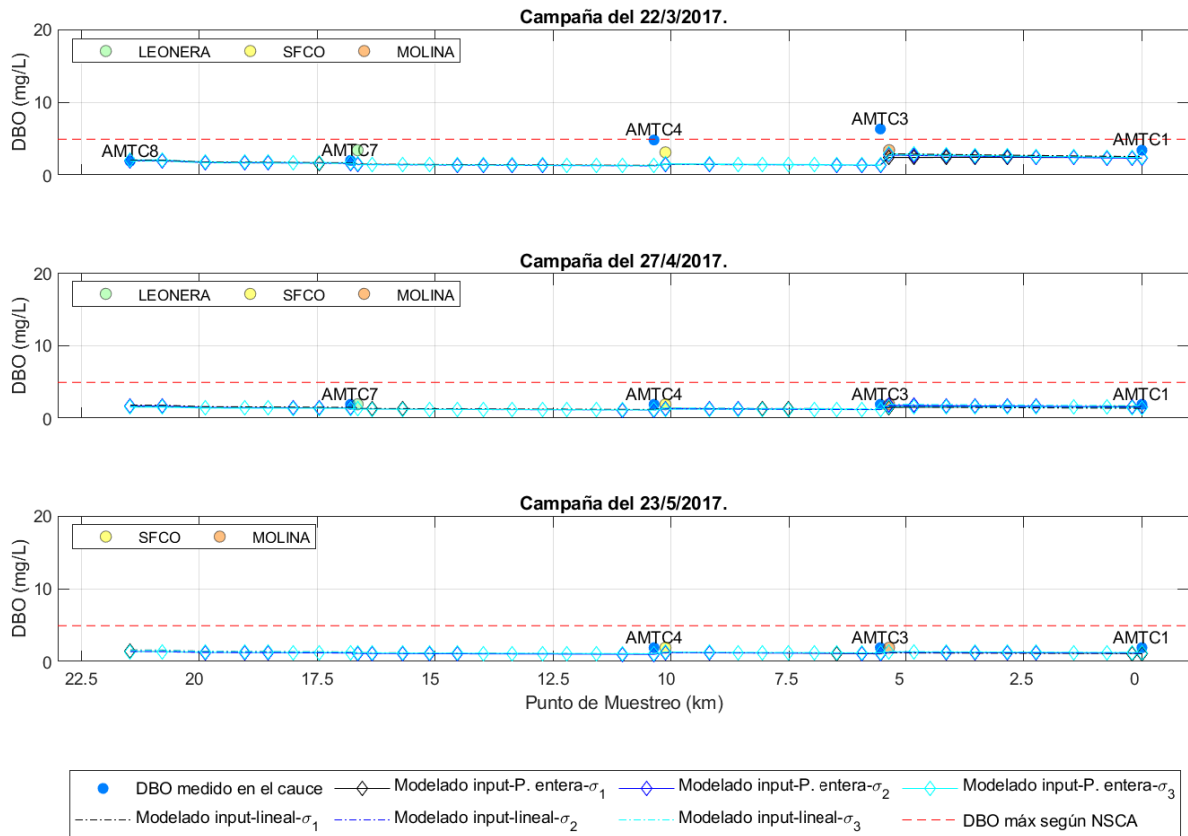 Campaña del 22/3/2017.
20
10
0
DBO (mg/L)
LEONERA SFCO MOLINA
AMTC8
AMTC7
AMTC4
AMTC3
AMTC1
Campaña del 27/4/2017.
20
10
0
DBO (mg/L)
LEONERA SFCO MOLINA
AMTC7
AMTC4
AMTC3
AMTC1
Campaña del 23/5/2017.
20
10
0
DBO (mg/L)
SFCO MOLINA
AMTC4
AMTC3
AMTC1
22.5 20 17.5 15 12.5 10 7.5 5 2.5 0
Punto de Muestreo (km)
DBO medido en el cauce Modelado input-P. entera-σ1 Modelado input-P. entera-σ2 Modelado input-P. entera-σ3
Modelado input-lineal-σ1 Modelado input-lineal-σ2 Modelado input-lineal-σ3 DBO máx según NSCA